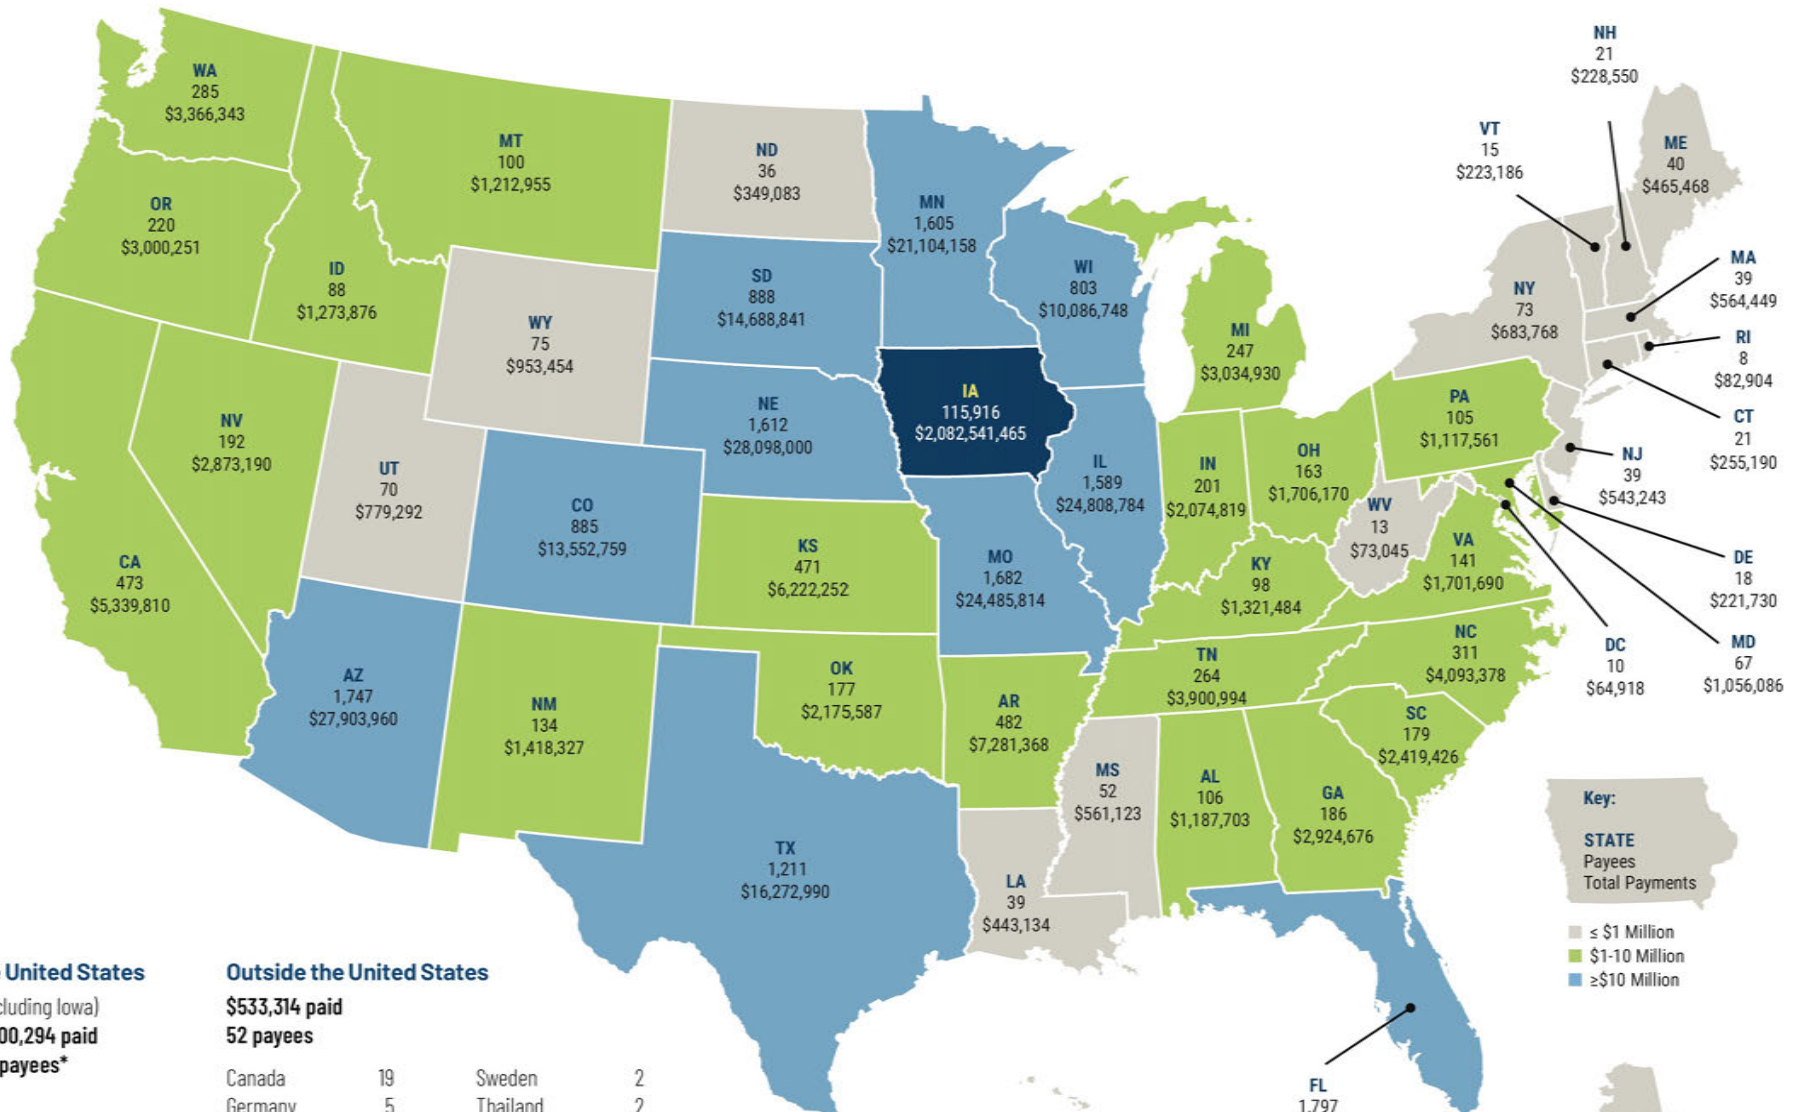 NH
21
$228,550
WA
285
$3,366,343
VT
15
$223,186
ME
40
$465,468
MT
100
$1,212,955
ND
36
$349,083
MN
1,605
$21,104,158
OR
220
$3,000,251
ID
88
$1,273,876
SD
888
$14,688,841
WI
803
$10,086,748
MA
39
$564,449
NY
73
$683,768
WY
75
$953,454
MI
247
$3,034,930
RI
8
$82,904
IA
115,916
$2,082,541,465
NE
1,612
$28,098,000
PA
105
$1,117,561
CT
21
$255,190
NV
192
$2,873,190
UT
70
$779,292
NJ
39
$543,243
IL
1,589
$24,808,784
IN
201
$2,074,819
OH
163
$1,706,170
CO
885
$13,552,759
WV
13
$73,045
KS
471
$6,222,252
MO
1,682
$24,485,814
VA
141
$1,701,690
DE
18
$221,730
CA
473
$5,339,810
KY
98
$1,321,484
NC
311
$4,093,378
DC
10
$64,918
MD
67
$1,056,086
TN
264
$3,900,994
AZ
1,747
$27,903,960
NM
134
$1,418,327
OK
177
$2,175,587
AR
482
$7,281,368
SC
179
$2,419,426
MS
52
$561,123
AL
106
$1,187,703
GA
186
$2,924,676
TX
1,211
$16,272,990
LA
39
$443,134
Key:
STATE
Payees
Total Payments
≤ $1 Million
$1-10 Million
≥$10 Million
United States
cluding Iowa)
00,294 paid
payees*
Outside the United States
$533,314 paid
52 payees
Canada 19 Sweden 2
Germany 5 Thailand 2
FL
1,797